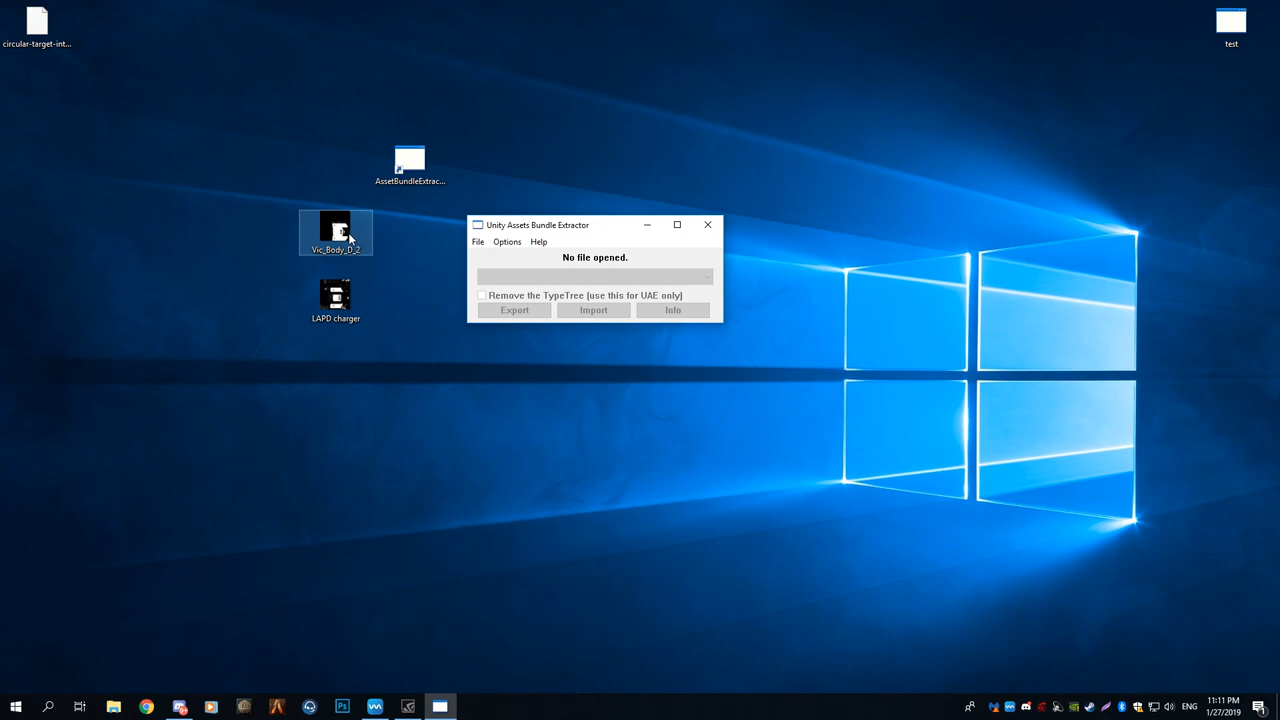 circular-target-int...
test
AssetBundleExtrac...
Vic_Body_D_2
LAPD charger
Unity Assets Bundle Extractor
File Options Help
No file opened.
Remove the TypeTree (use this for UAE only)
Export Import Info
Ps
ENG
11:11 PM
1/27/2019